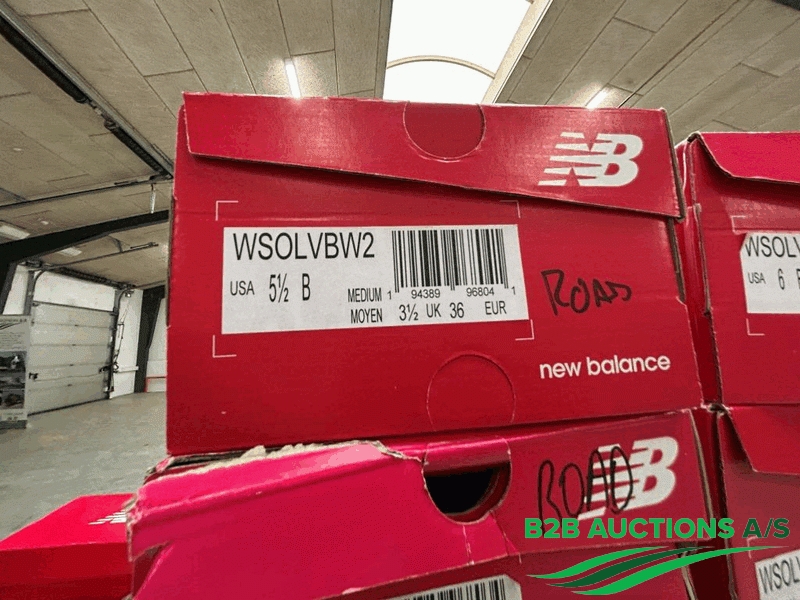 NB
WSOLVBW2
USA 5½ B
MEDIUM
MOYEN
1 94389 96804 1
3½ UK 36 EUR
ROAD
new balance
WSOLV
USA 6
ROAD
NB
B2B AUCTIONS A/S
WSOL